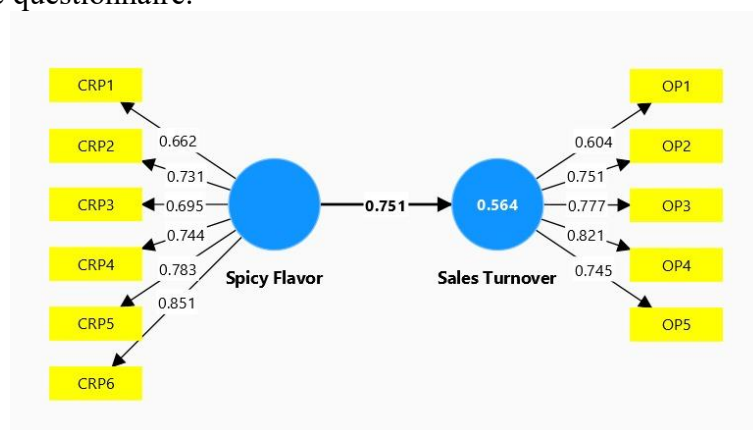 questionnaire.
CRP1
CRP2
CRP3
CRP4
CRP5
CRP6
0.662
0.731
0.695
0.744
0.783
0.851
Spicy Flavor
0.751
0.564
Sales Turnover
0.604
0.751
0.777
0.821
0.745
OP1
OP2
OP3
OP4
OP5